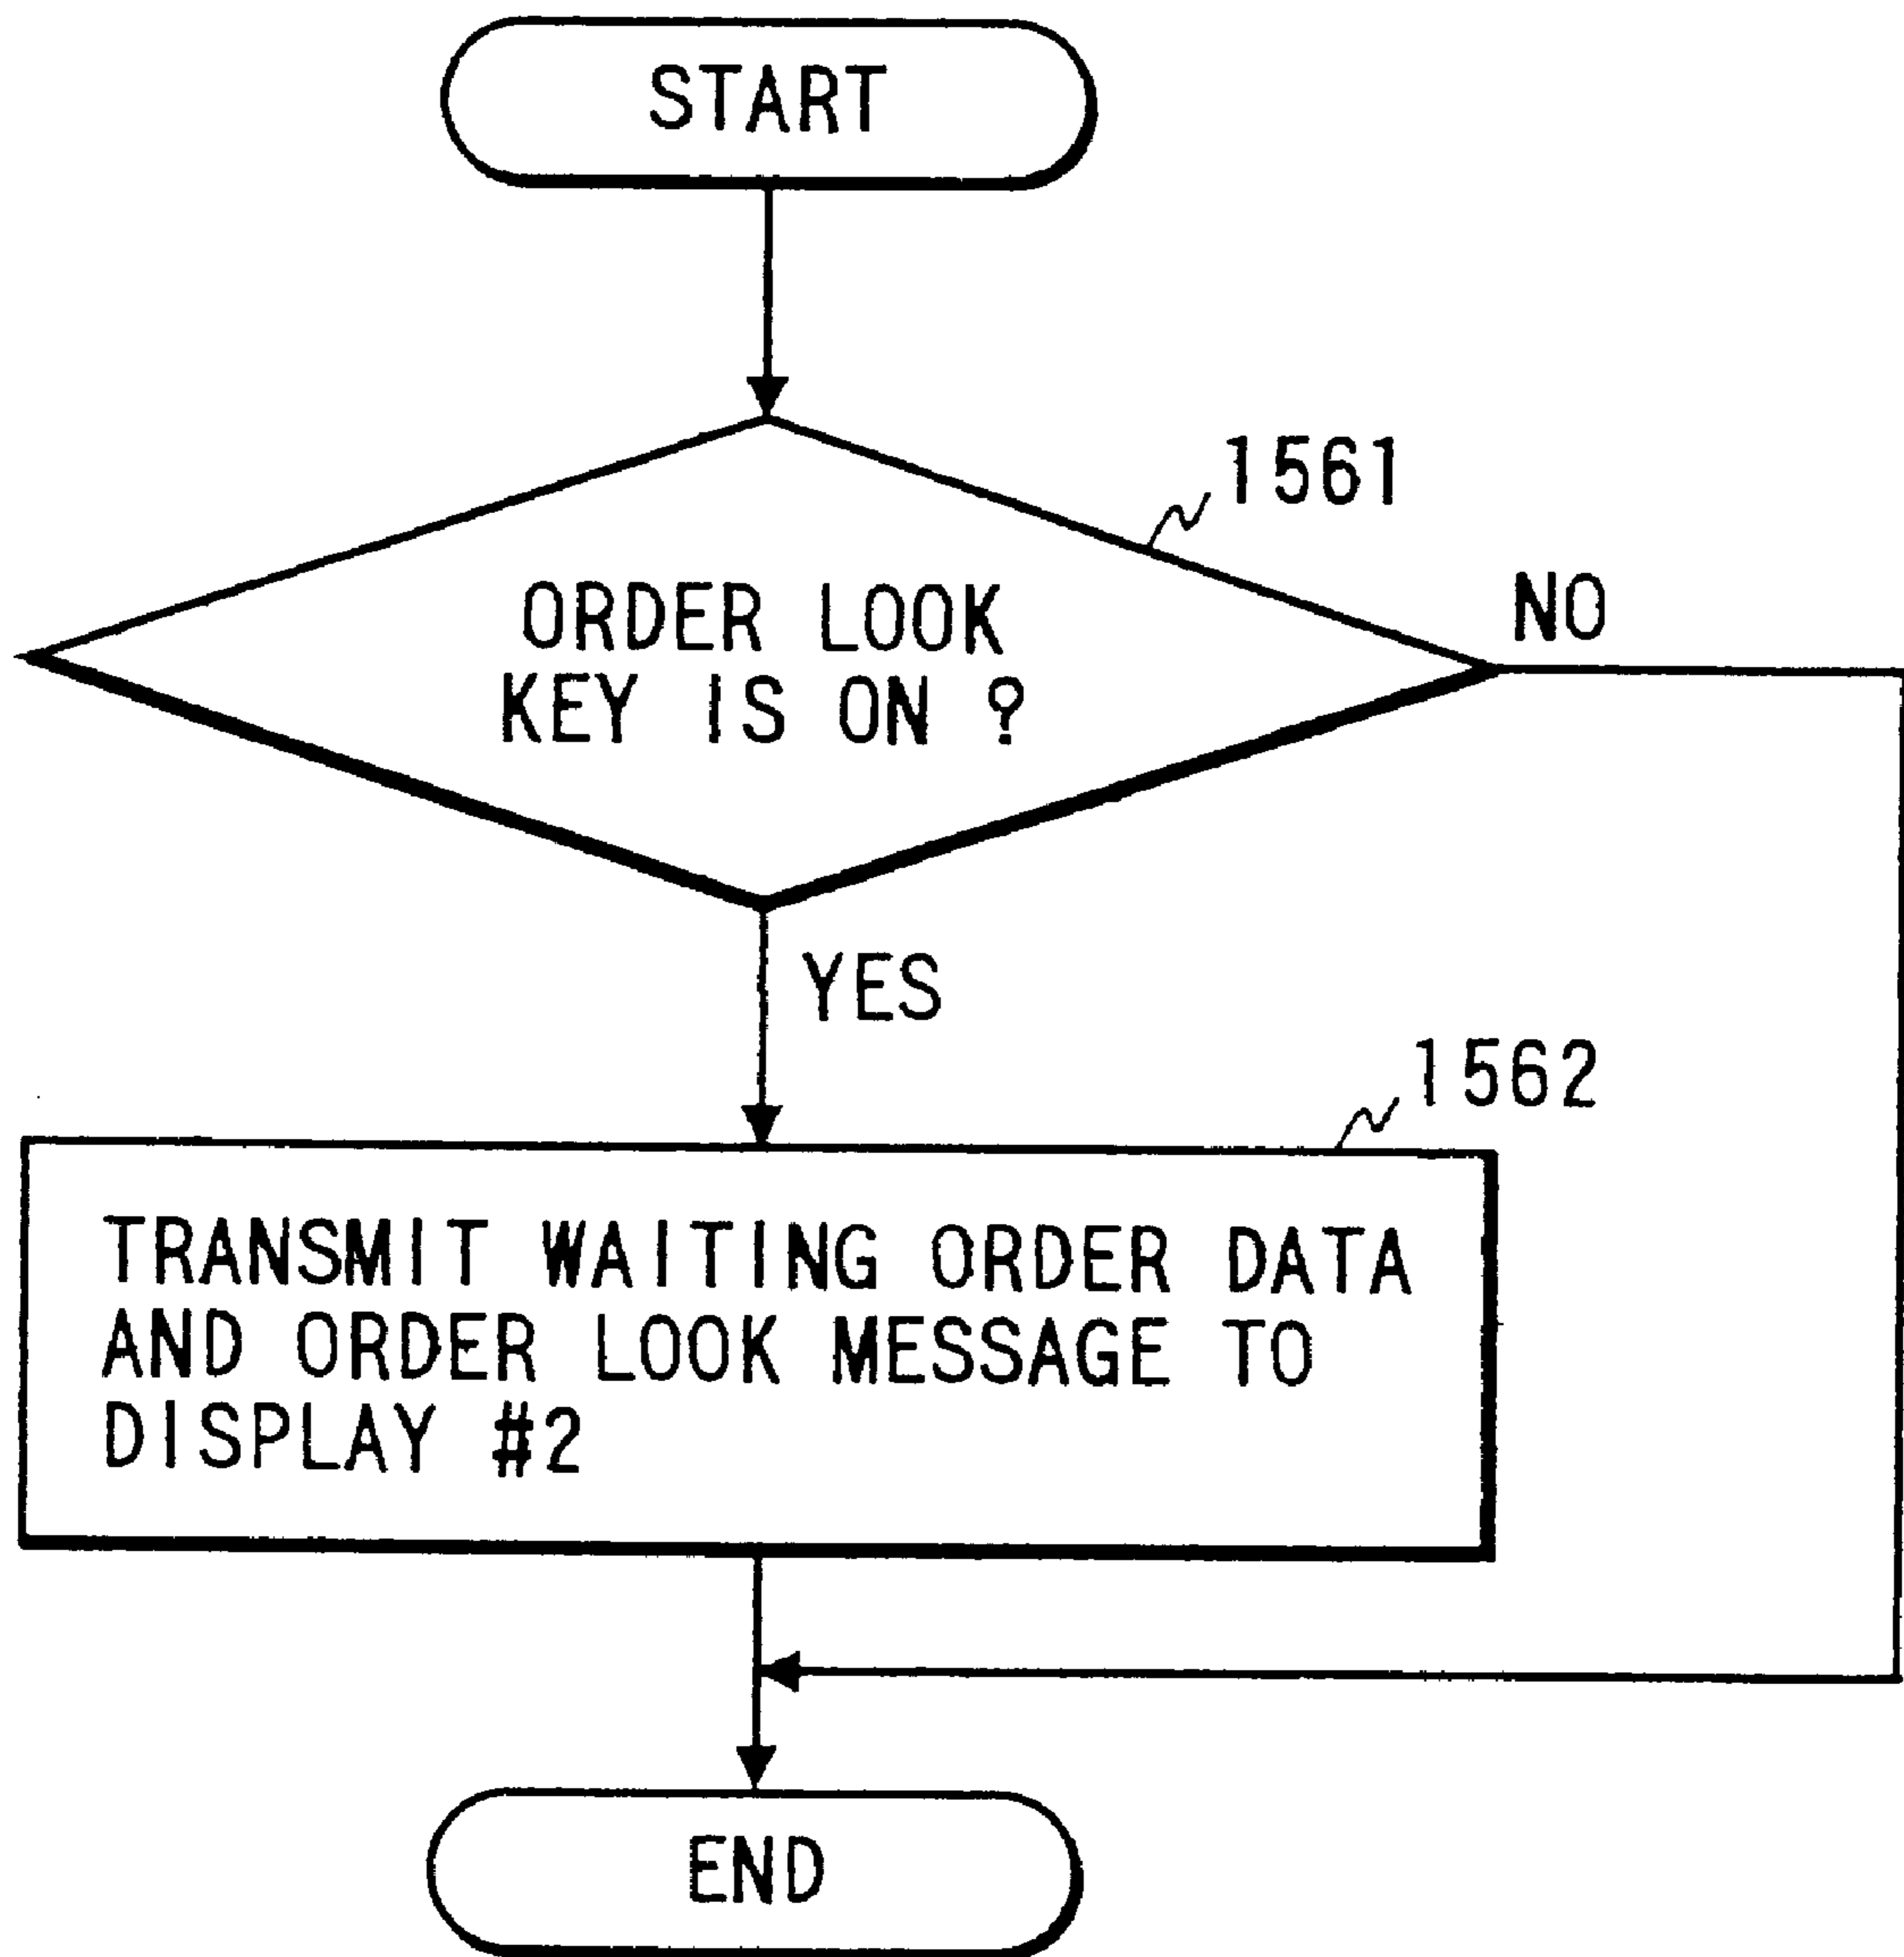 START
1561
ORDER LOOK
KEY IS ON ?
NO
YES
1562
TRANSMIT WAITING ORDER DATA
AND ORDER LOOK MESSAGE TO
DISPLAY #2
END